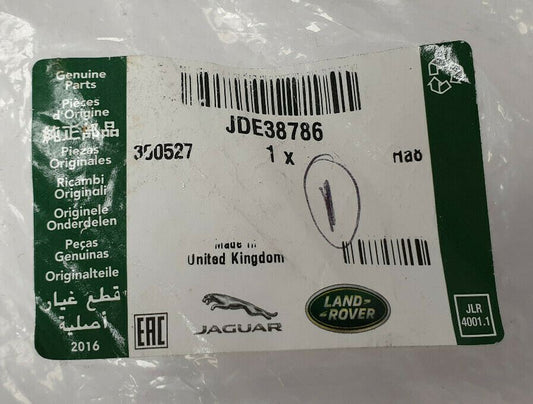 Genuine
Parts
Pièces
d'Origine
純正部品
Piezas
Originales
Ricambi
Originali
Originele
Onderdelen
Peças
Genuinas
Originalteile
قطع غيار
أصلية
2016
JDE38786
1 x
1
Made in
United Kingdom
EAC
JAGUAR
LAND-
-ROVER
JLR
4001.1